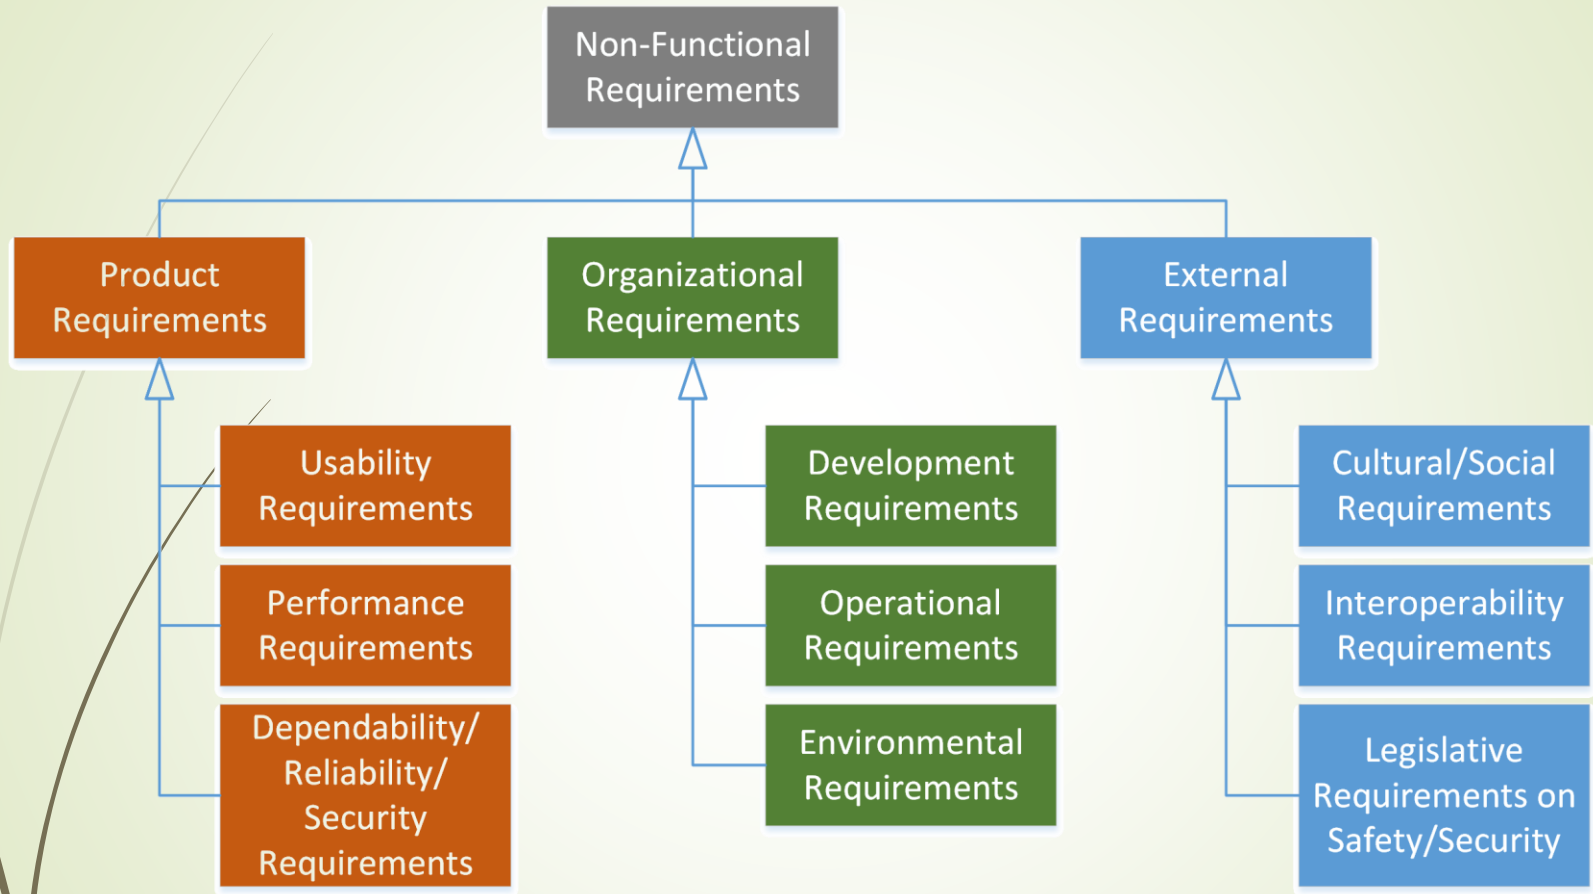 Non-Functional
Requirements
Product
Requirements
Organizational
Requirements
External
Requirements
Usability
Requirements
Performance
Requirements
Dependability/
Reliability/
Security
Requirements
Development
Requirements
Operational
Requirements
Environmental
Requirements
Cultural/Social
Requirements
Interoperability
Requirements
Legislative
Requirements on
Safety/Security